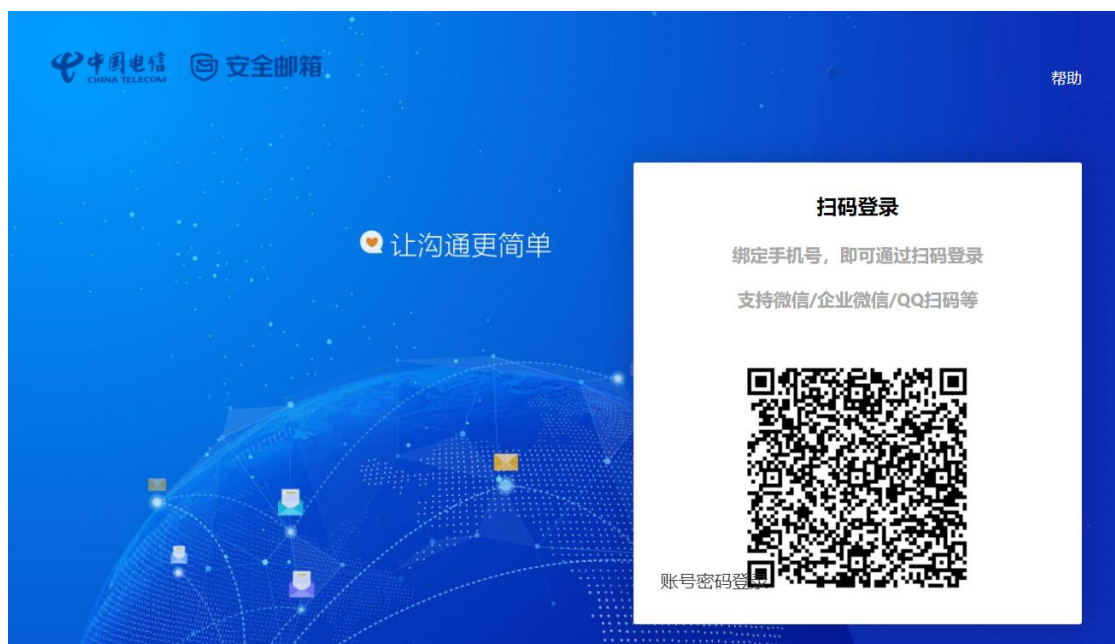 中国电信
CHINA TELECOM
安全邮箱
帮助
让沟通更简单
扫码登录
绑定手机号，即可通过扫码登录
支持微信/企业微信/QQ扫码等
账号密码登录